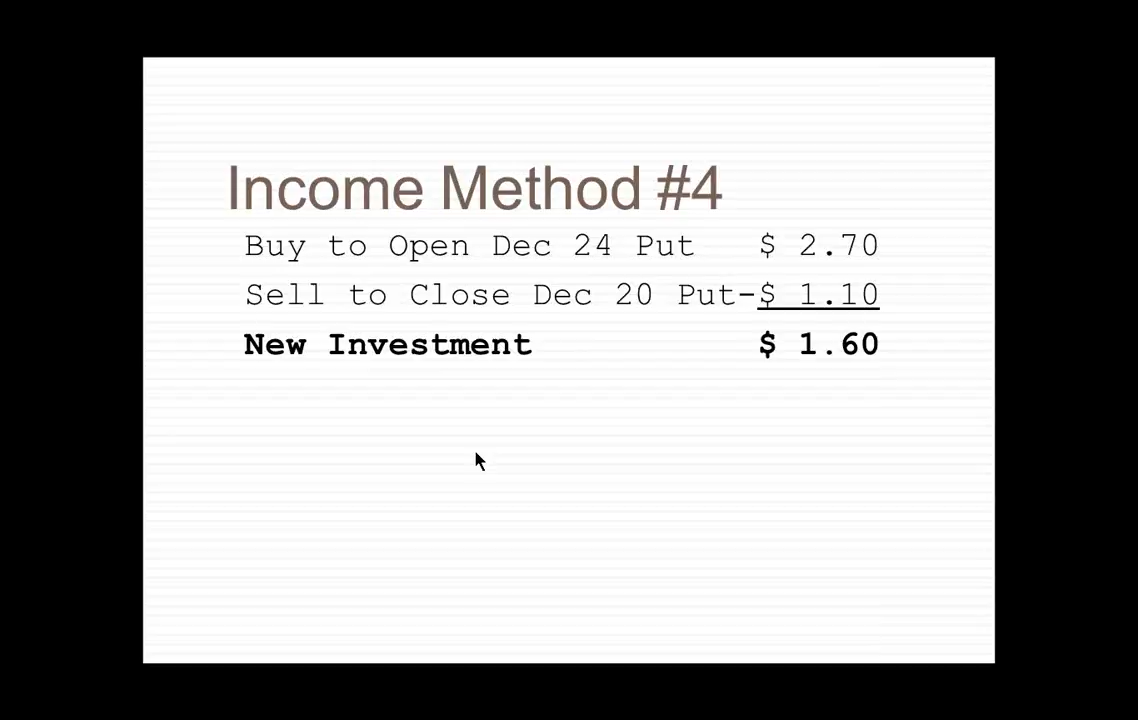 Income Method #4
Buy to Open Dec 24 Put $ 2.70
Sell to Close Dec 20 Put-$ 1.10
New Investment $ 1.60